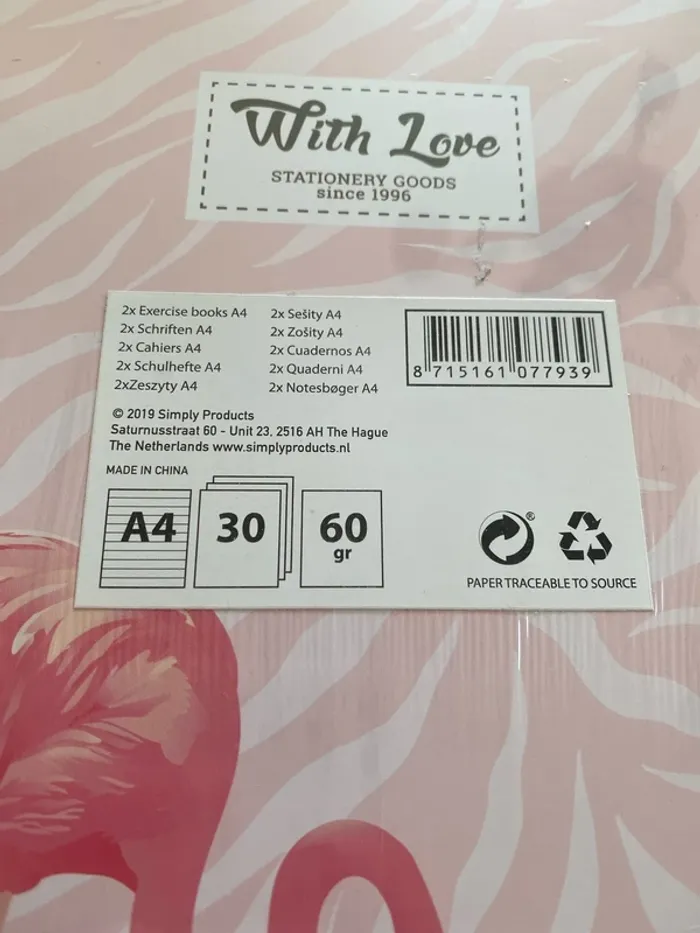 With Love
STATIONERY GOODS
since 1996
2x Exercise books A4
2x Schriften A4
2x Cahiers A4
2x Schulhefte A4
2xZeszyty A4
2x Sešity A4
2x Zošity A4
2x Cuadernos A4
2x Quaderni A4
2x Notesbøger A4
8 715161 077939
© 2019 Simply Products
Saturnusstraat 60 - Unit 23, 2516 AH The Hague
The Netherlands www.simplyproducts.nl
MADE IN CHINA
A4
30
60
gr
®
PAPER TRACEABLE TO SOURCE